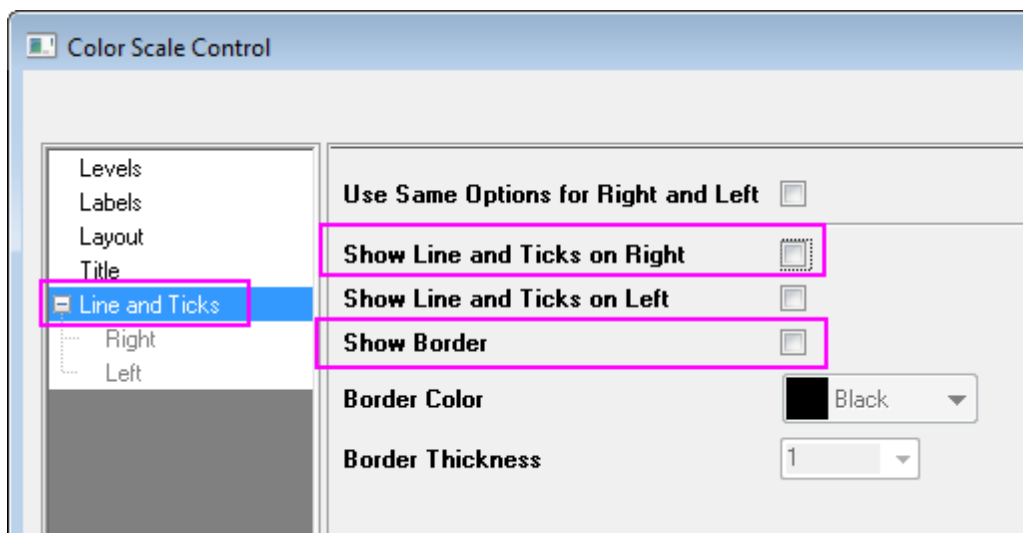 Color Scale Control
Levels
Labels
Layout
Title
Line and Ticks
Right
Left
Use Same Options for Right and Left
Show Line and Ticks on Right
Show Line and Ticks on Left
Show Border
Border Color
Black
Border Thickness
1